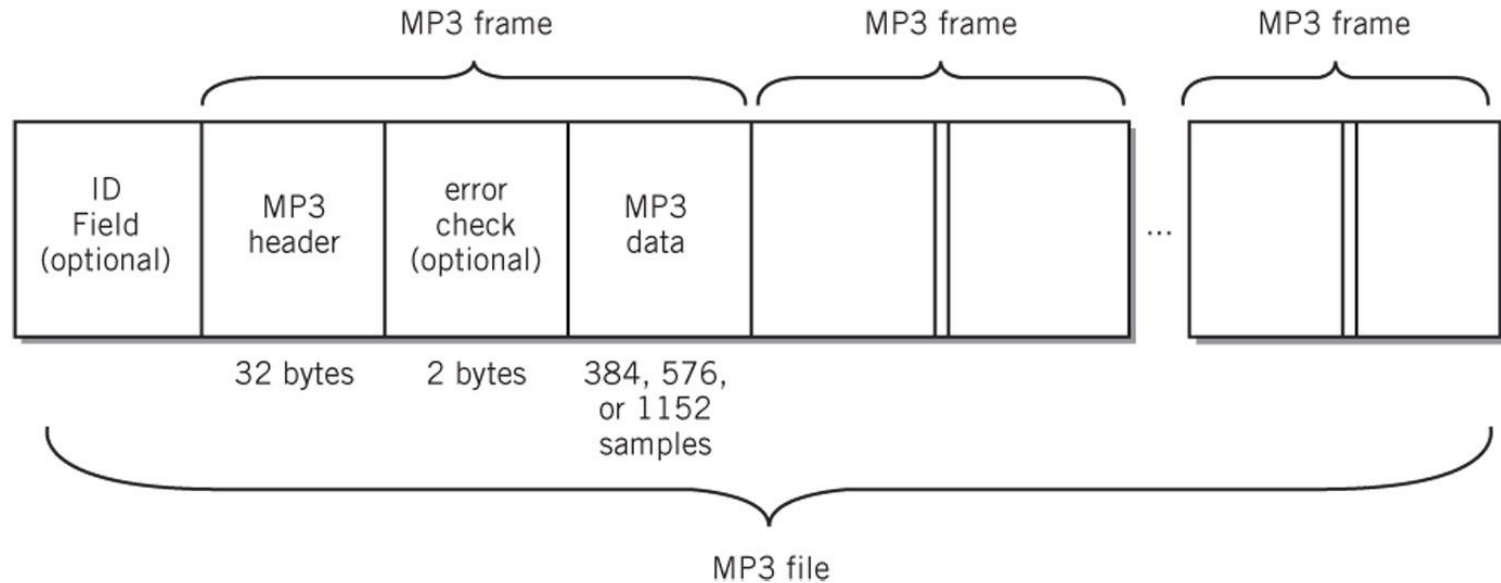 MP3 frame
MP3 frame
MP3 frame
ID
Field
(optional)
MP3
header
error
check
(optional)
MP3
data
...
32 bytes
2 bytes
384, 576,
or 1152
samples
MP3 file